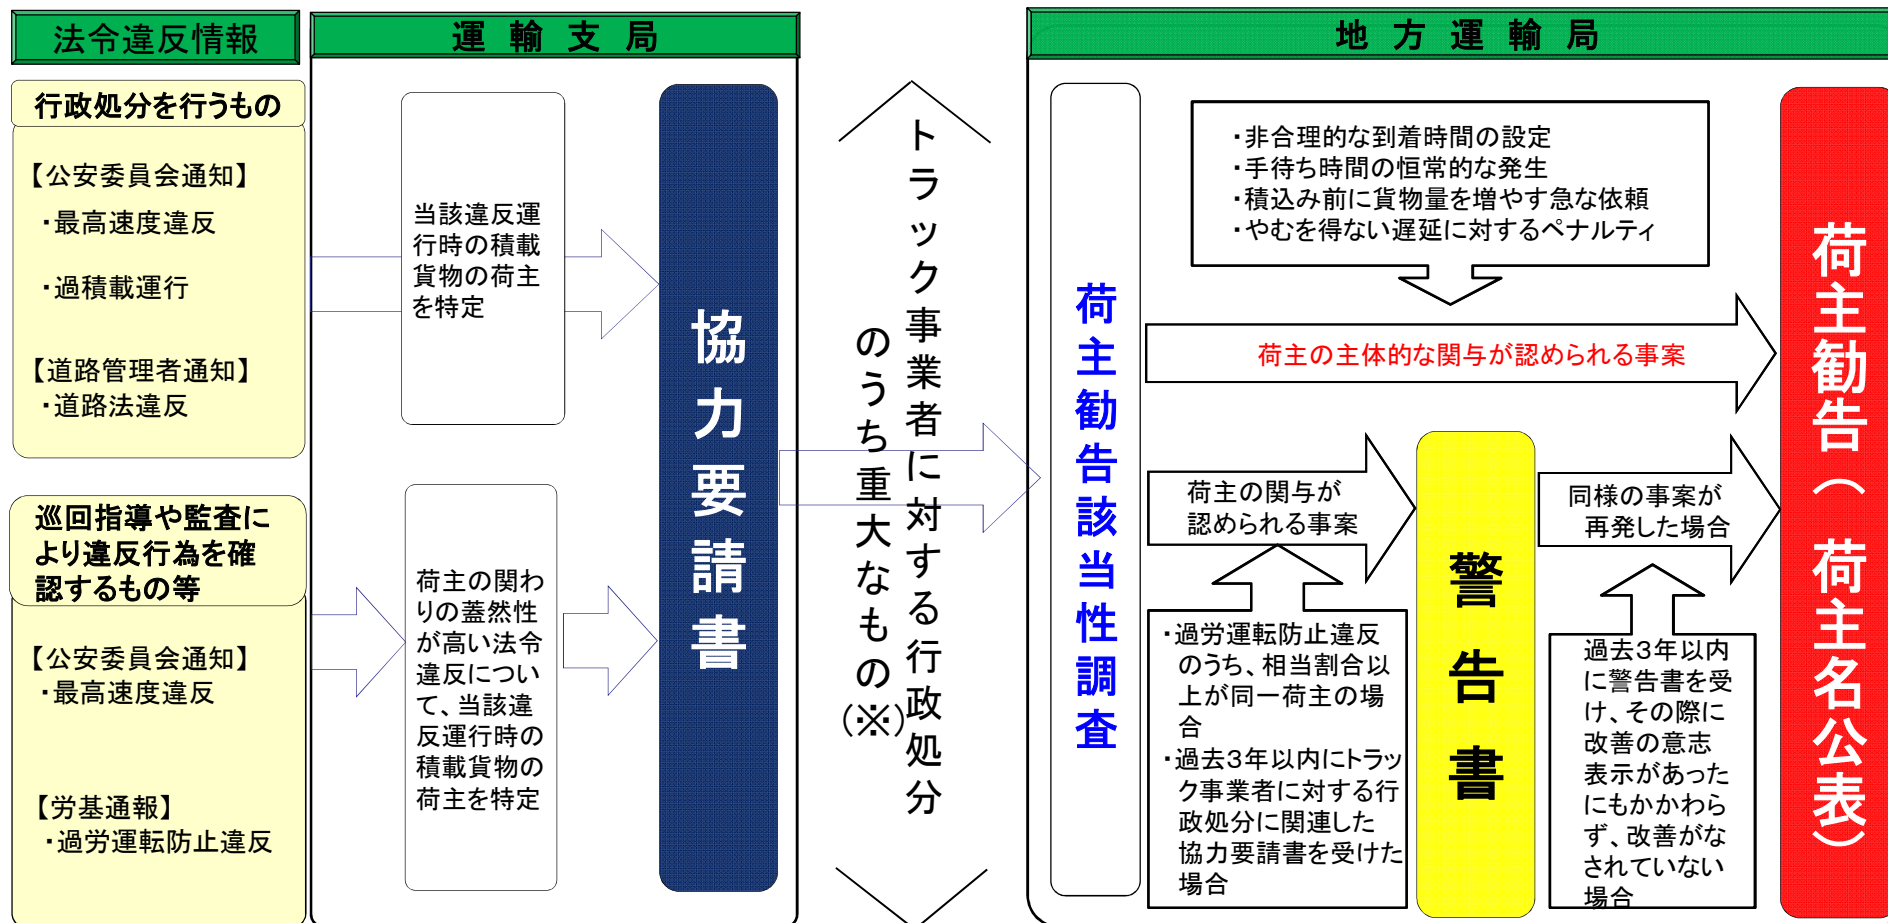 法令違反情報
行政処分を行うもの
【公安委員会通知】
・最高速度違反
・過積載運行
【道路管理者通知】
・道路法違反
巡回指導や監査に
より違反行為を確
認するもの等
【公安委員会通知】
・最高速度違反
【労基通報】
・過労運転防止違反
運輸支局
当該違反運
行時の積載
貨物の荷主
を特定
荷主の関わ
りの蓋然性
が高い法令
違反につい
て、当該違
反運行時の
積載貨物の
荷主を特定
協力要請書
トラック事業者に対する行政処分
のうち重大なもの(※)
地方運輸局
荷主勧告該当性調査
・非合理的な到着時間の設定
・手待ち時間の恒常的な発生
・積込み前に貨物量を増やす急な依頼
・やむを得ない遅延に対するペナルティ
荷主の主体的な関与が認められる事案
荷主の関与が
認められる事案
・過労運転防止違反
のうち、相当割合以
上が同一荷主の場
合
・過去3年以内にトラッ
ク事業者に対する行
政処分に関連した
協力要請書を受けた
場合
警告書
同様の事案が
再発した場合
過去3年以内
に警告書を受
け、その際に
改善の意志
表示があった
にもかかわら
ず、改善がな
されていない
場合
荷主勧告(荷主名公表)